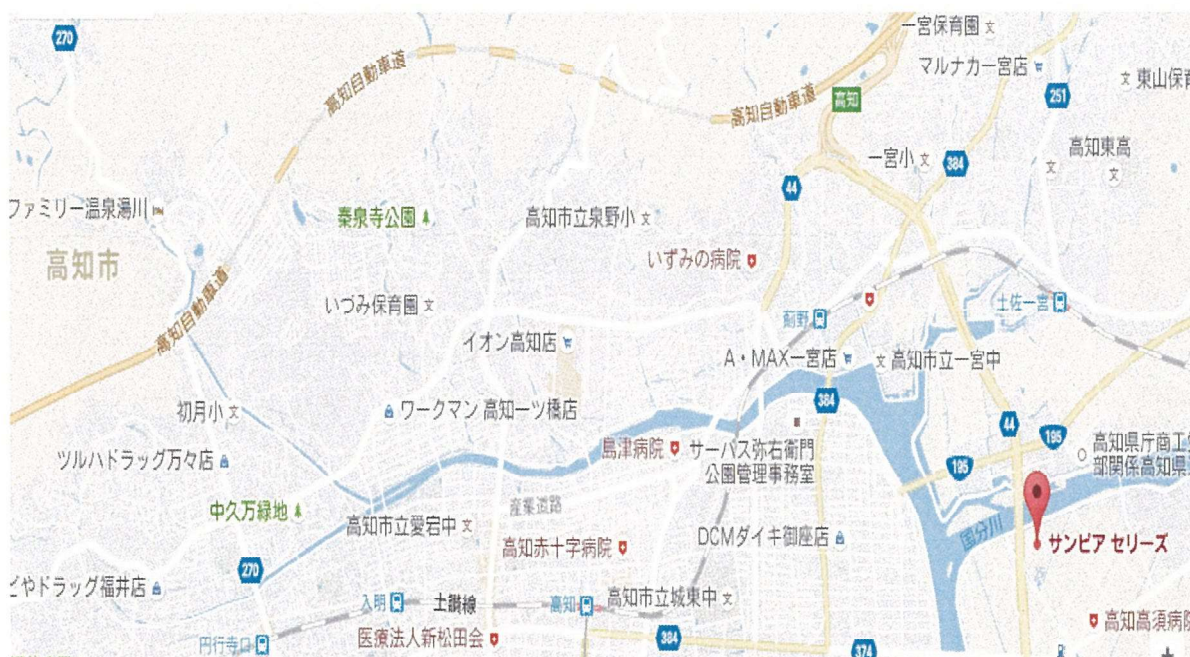 一宮保育園
270
マルナカ一宮店
高知自動車道
251
高知
高知自動車道
高知東高
一宮小
384
44
ファミリー温泉湯川
秦泉寺公園
高知市立泉野小
高知市
いずみの病院
高知自動車道
いづみ保育園
土佐一宮
薊野
イオン高知店
A・MAX一宮店
高知市立一宮中
初月小
ワークマン 高知一ツ橋店
384
44
195
島津病院
サーパス弥右衛門
公園管理事務室
高知県庁商工
部関係高知県
ツルハドラッグ万々店
195
中久万緑地
産業道路
高知市立愛宕中
国分川
DCMダイキ御座店
高知赤十字病院
サンピア セリーズ
270
ドラッグ福井店
入明
土讃線
高知
高知市立城東中
高知高須病院
円行寺口
医療法人新松田会
384
374